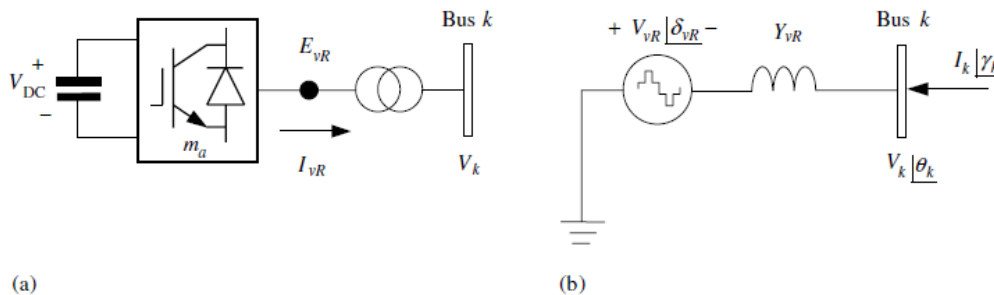 Bus k
E_vR
V_DC
+
−
m_a
I_vR
V_k
(a)
+ V_vR|δ_vR −
Y_vR
Bus k
I_k|γ
V_k|θ_k
(b)